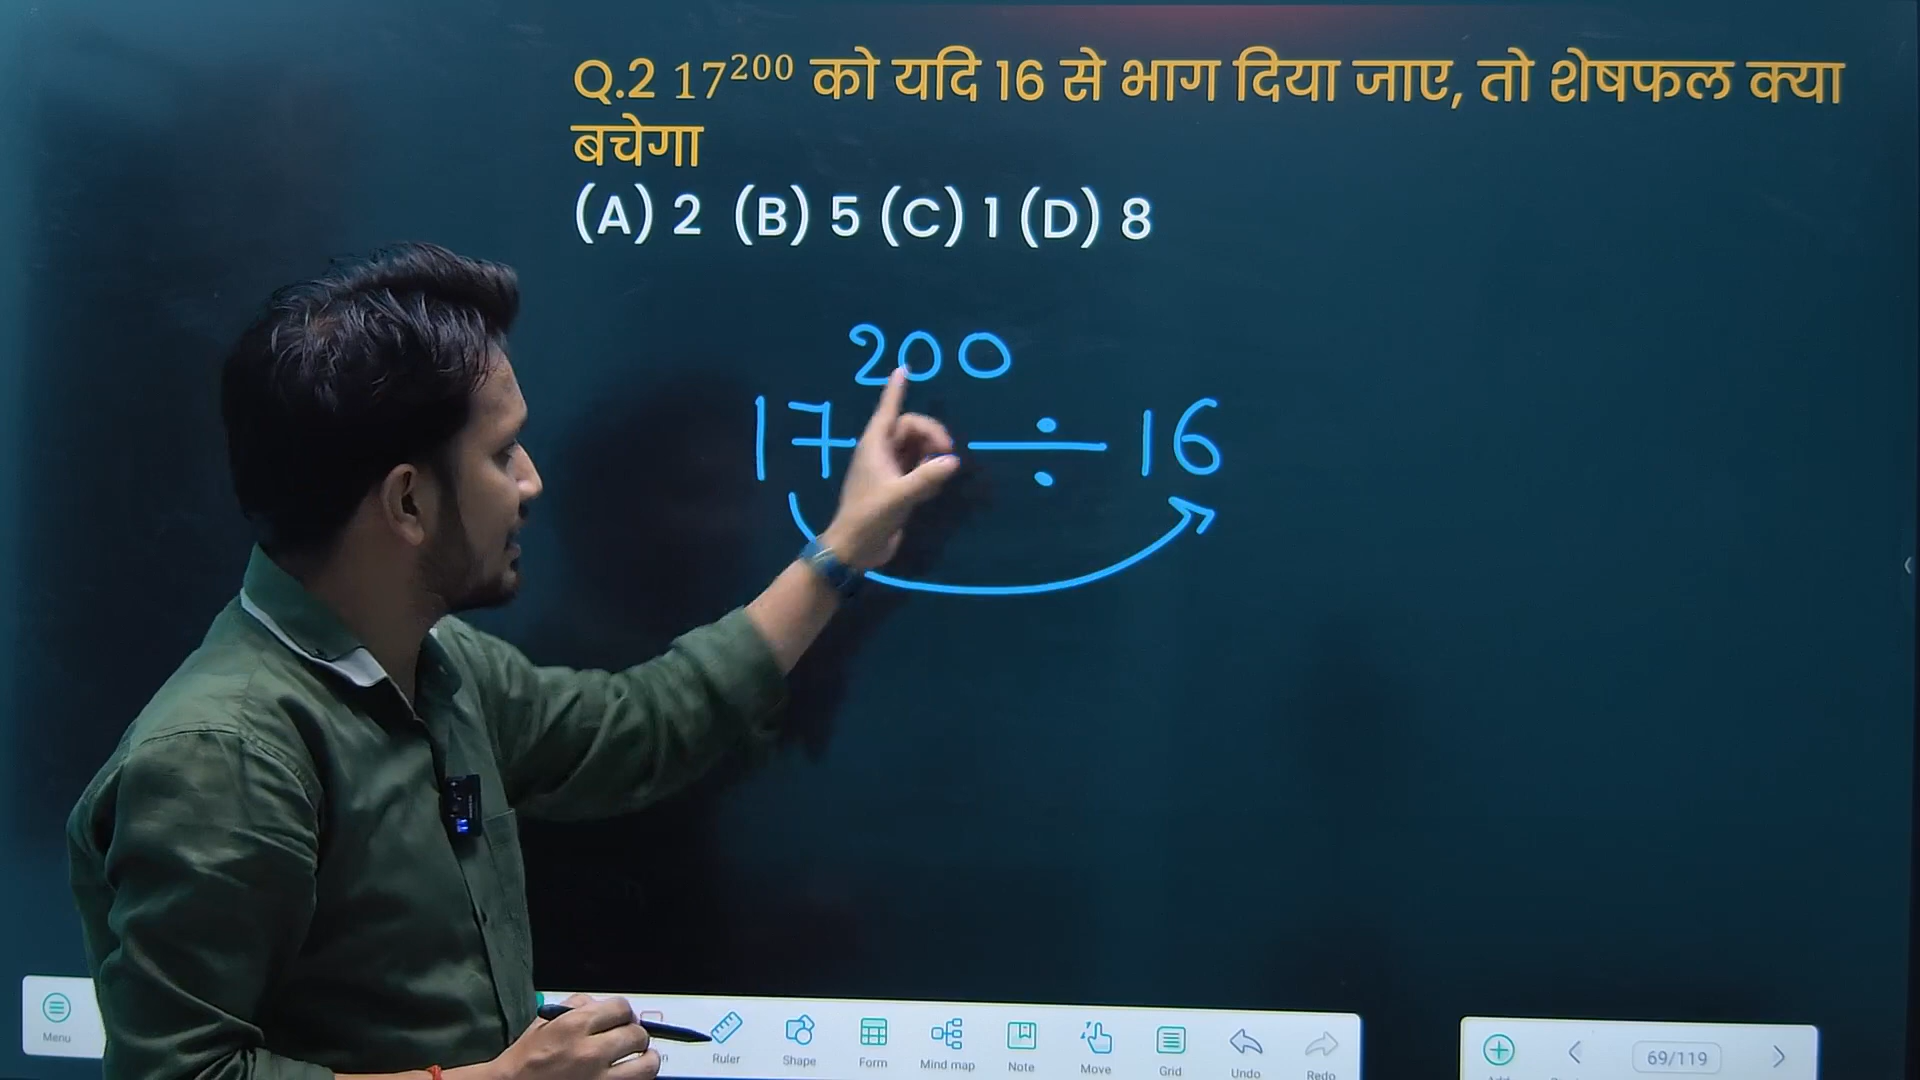 Q.2 17²⁰⁰ को यदि 16 से भाग दिया जाए, तो शेषफल क्या
बचेगा
(A) 2 (B) 5 (C) 1 (D) 8
200
17 ÷ 16
Menu
Ruler
Shape
Form
Mind map
Note
Move
Grid
Undo
Redo
69/119